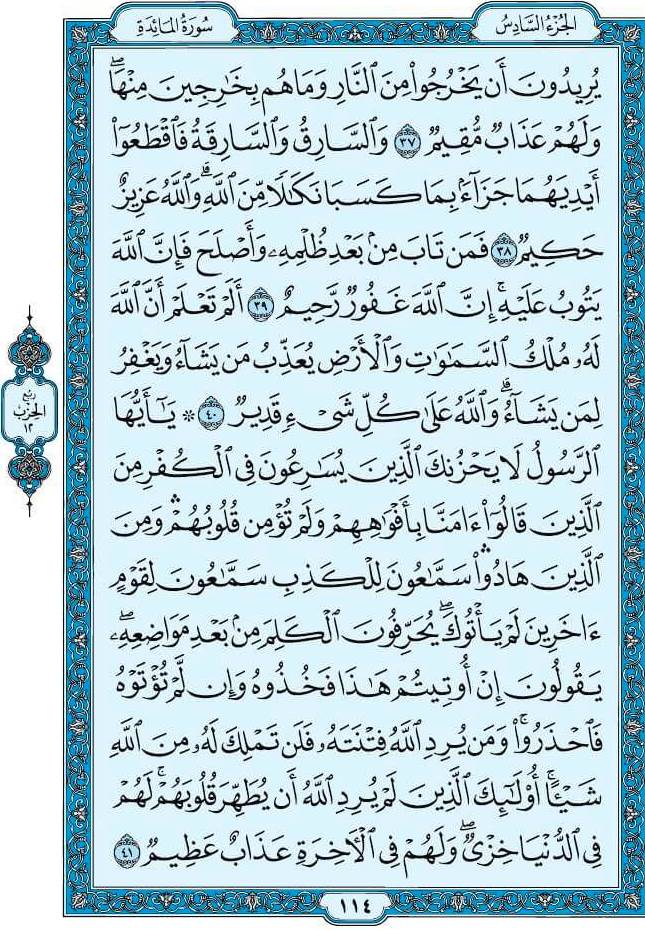 سُورَةُ المَائِدَةِ
الجُزْءُ السَّادِسُ
يُرِيدُونَ أَن يَخْرُجُوا۟ مِنَ ٱلنَّارِ وَمَا هُم بِخَـٰرِجِينَ مِنْهَا ۖ
وَلَهُمْ عَذَابٌ مُّقِيمٌ ٣٧ وَٱلسَّارِقُ وَٱلسَّارِقَةُ فَٱقْطَعُوٓا۟
أَيْدِيَهُمَا جَزَآءًۢ بِمَا كَسَبَا نَكَـٰلًا مِّنَ ٱللَّهِ ۗ وَٱللَّهُ عَزِيزٌ
حَكِيمٌ ٣٨ فَمَن تَابَ مِنۢ بَعْدِ ظُلْمِهِۦ وَأَصْلَحَ فَإِنَّ ٱللَّهَ
يَتُوبُ عَلَيْهِ ۗ إِنَّ ٱللَّهَ غَفُورٌ رَّحِيمٌ ٣٩ أَلَمْ تَعْلَمْ أَنَّ ٱللَّهَ
لَهُۥ مُلْكُ ٱلسَّمَـٰوَٰتِ وَٱلْأَرْضِ يُعَذِّبُ مَن يَشَآءُ وَيَغْفِرُ
لِمَن يَشَآءُ ۗ وَٱللَّهُ عَلَىٰ كُلِّ شَىْءٍ قَدِيرٌ ٤٠ ۞ يَـٰٓأَيُّهَا
ٱلرَّسُولُ لَا يَحْزُنكَ ٱلَّذِينَ يُسَـٰرِعُونَ فِى ٱلْكُفْرِ مِنَ
ٱلَّذِينَ قَالُوٓا۟ ءَامَنَّا بِأَفْوَٰهِهِمْ وَلَمْ تُؤْمِن قُلُوبُهُمْ ۛ وَمِنَ
ٱلَّذِينَ هَادُوا۟ ۛ سَمَّـٰعُونَ لِلْكَذِبِ سَمَّـٰعُونَ لِقَوْمٍ
ءَاخَرِينَ لَمْ يَأْتُوكَ ۖ يُحَرِّفُونَ ٱلْكَلِمَ مِنۢ بَعْدِ مَوَاضِعِهِۦ ۖ
يَقُولُونَ إِنْ أُوتِيتُمْ هَـٰذَا فَخُذُوهُ وَإِن لَّمْ تُؤْتَوْهُ
فَٱحْذَرُوا۟ ۚ وَمَن يُرِدِ ٱللَّهُ فِتْنَتَهُۥ فَلَن تَمْلِكَ لَهُۥ مِنَ ٱللَّهِ
شَيْـًٔا ۚ أُو۟لَـٰٓئِكَ ٱلَّذِينَ لَمْ يُرِدِ ٱللَّهُ أَن يُطَهِّرَ قُلُوبَهُمْ ۚ لَهُمْ
فِى ٱلدُّنْيَا خِزْىٌ ۖ وَلَهُمْ فِى ٱلْـَٔاخِرَةِ عَذَابٌ عَظِيمٌ ٤١
رُبع
الحِزْب
١٢
١١٤